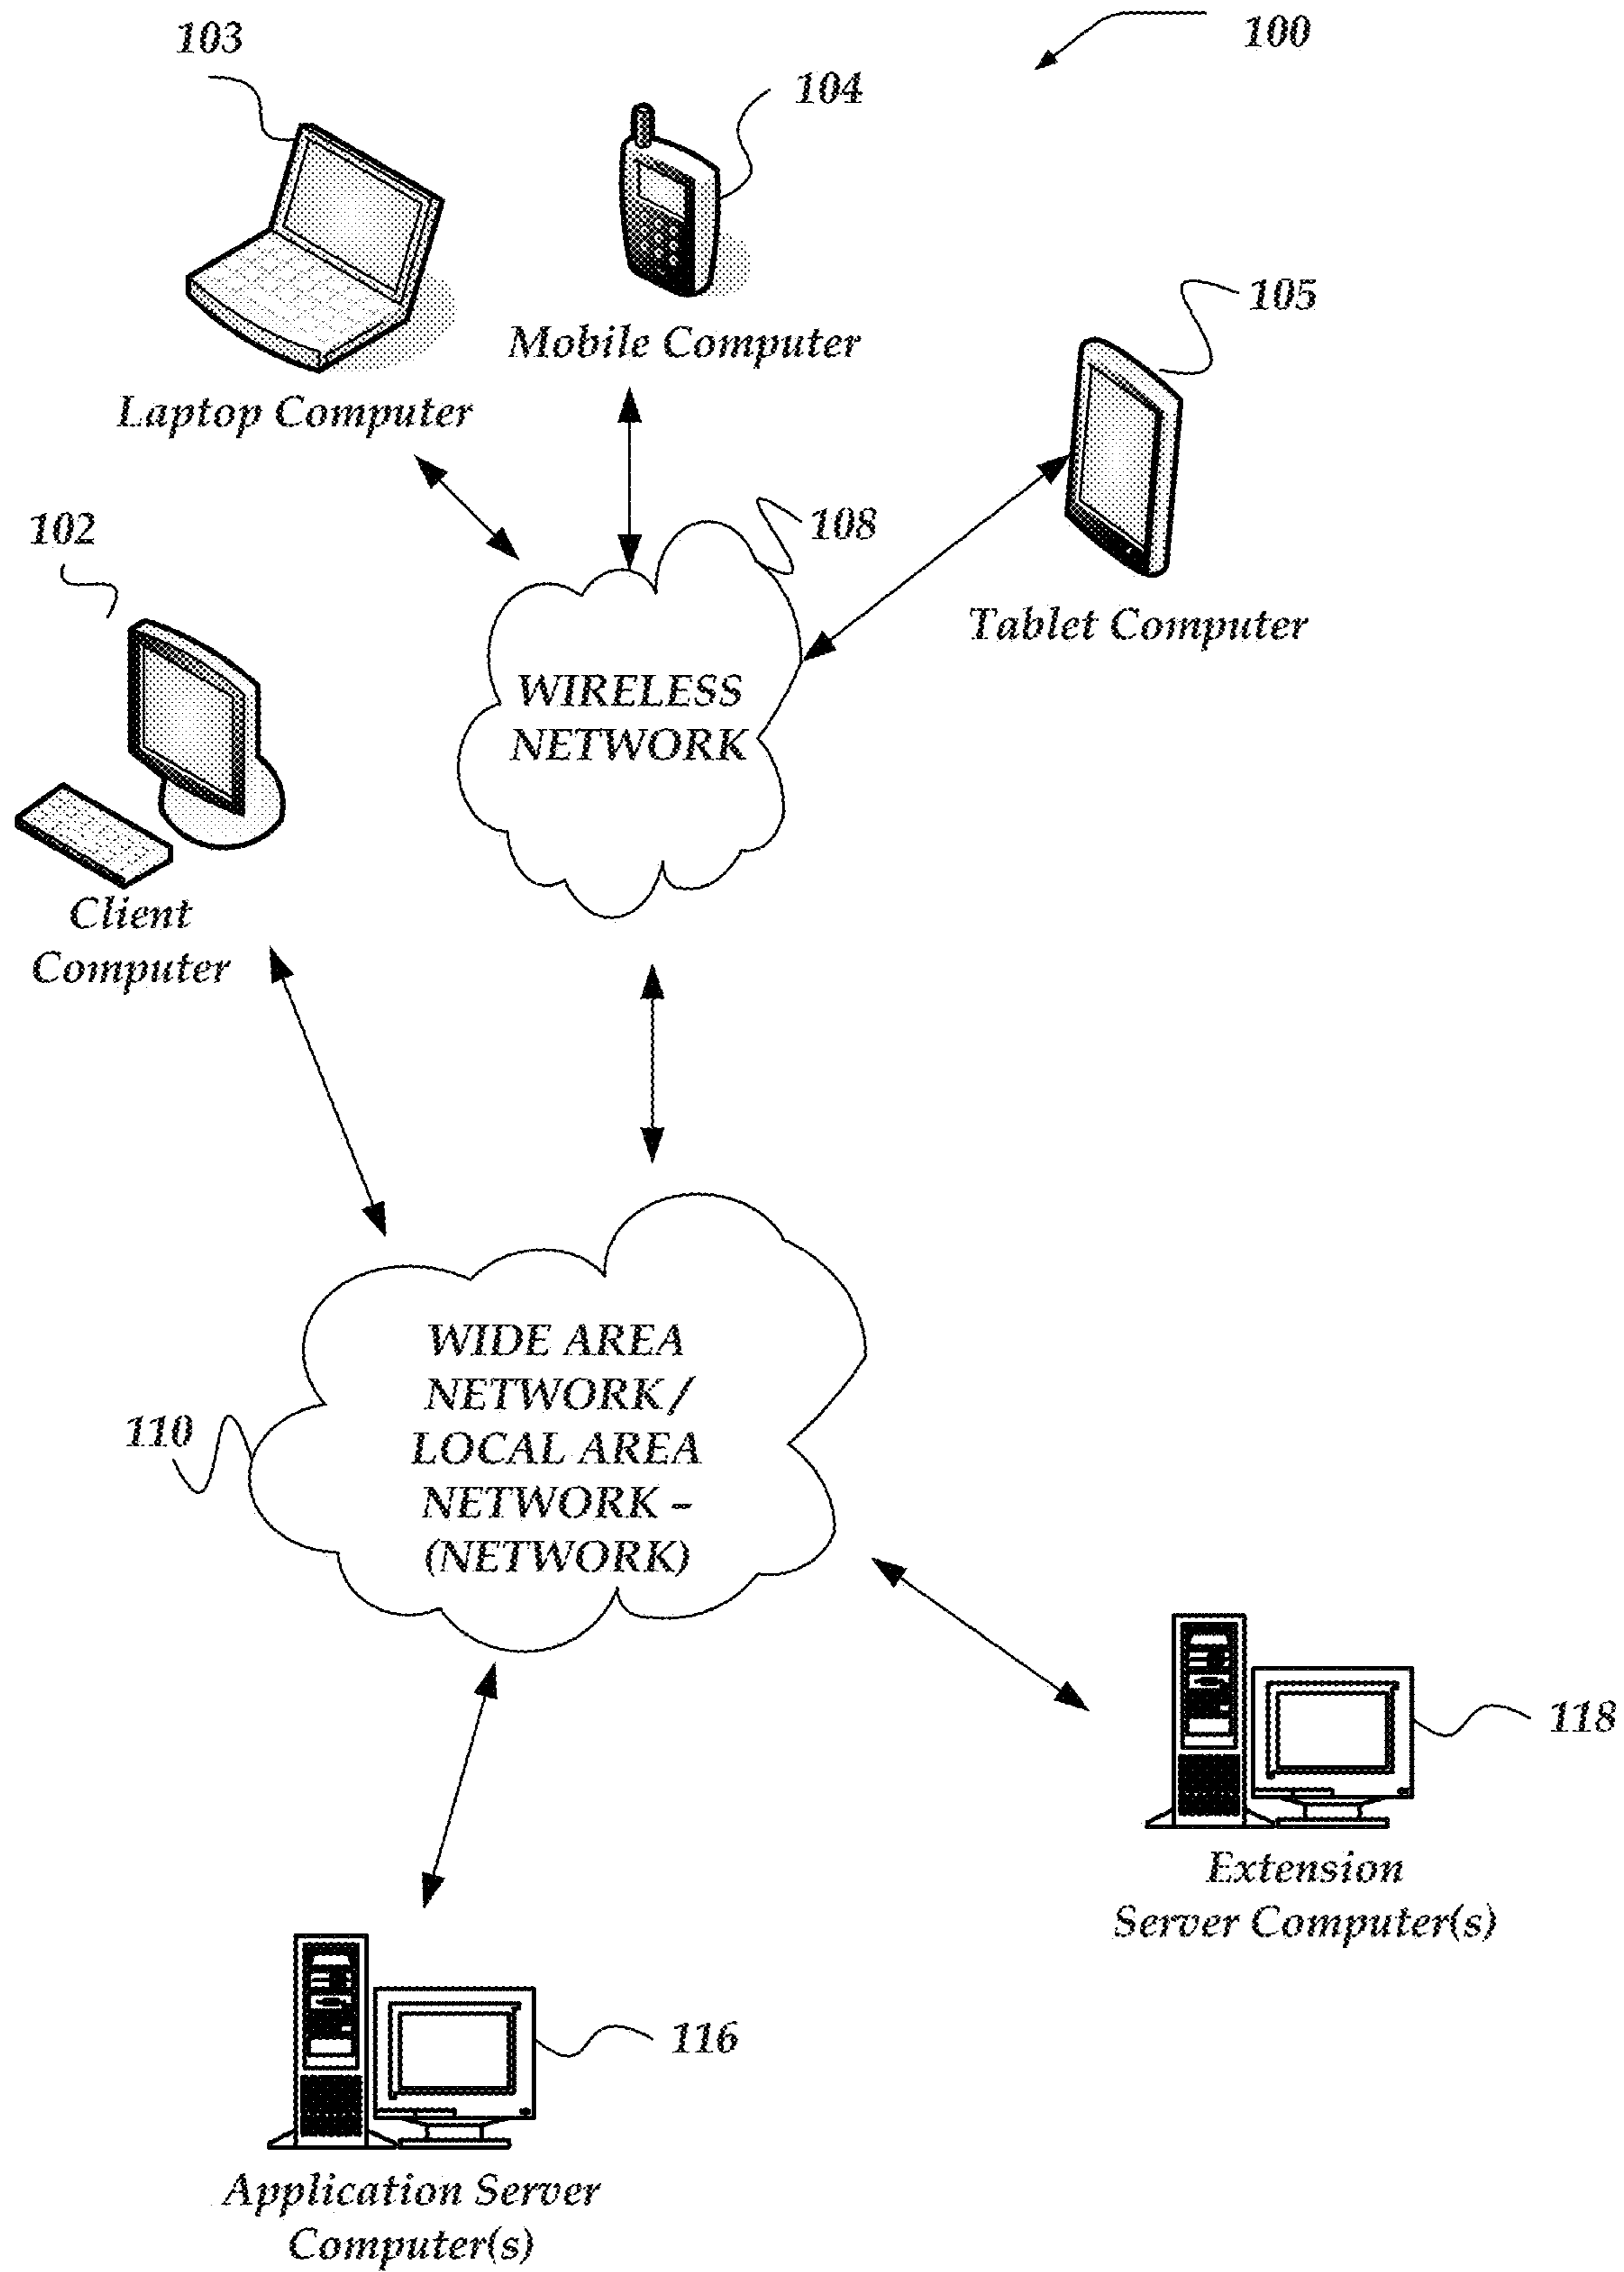 100
103
104
Mobile Computer
105
Laptop Computer
108
102
Tablet Computer
WIRELESS
NETWORK
Client
Computer
WIDE AREA
NETWORK /
LOCAL AREA
NETWORK –
(NETWORK)
110
118
Extension
Server Computer(s)
116
Application Server
Computer(s)